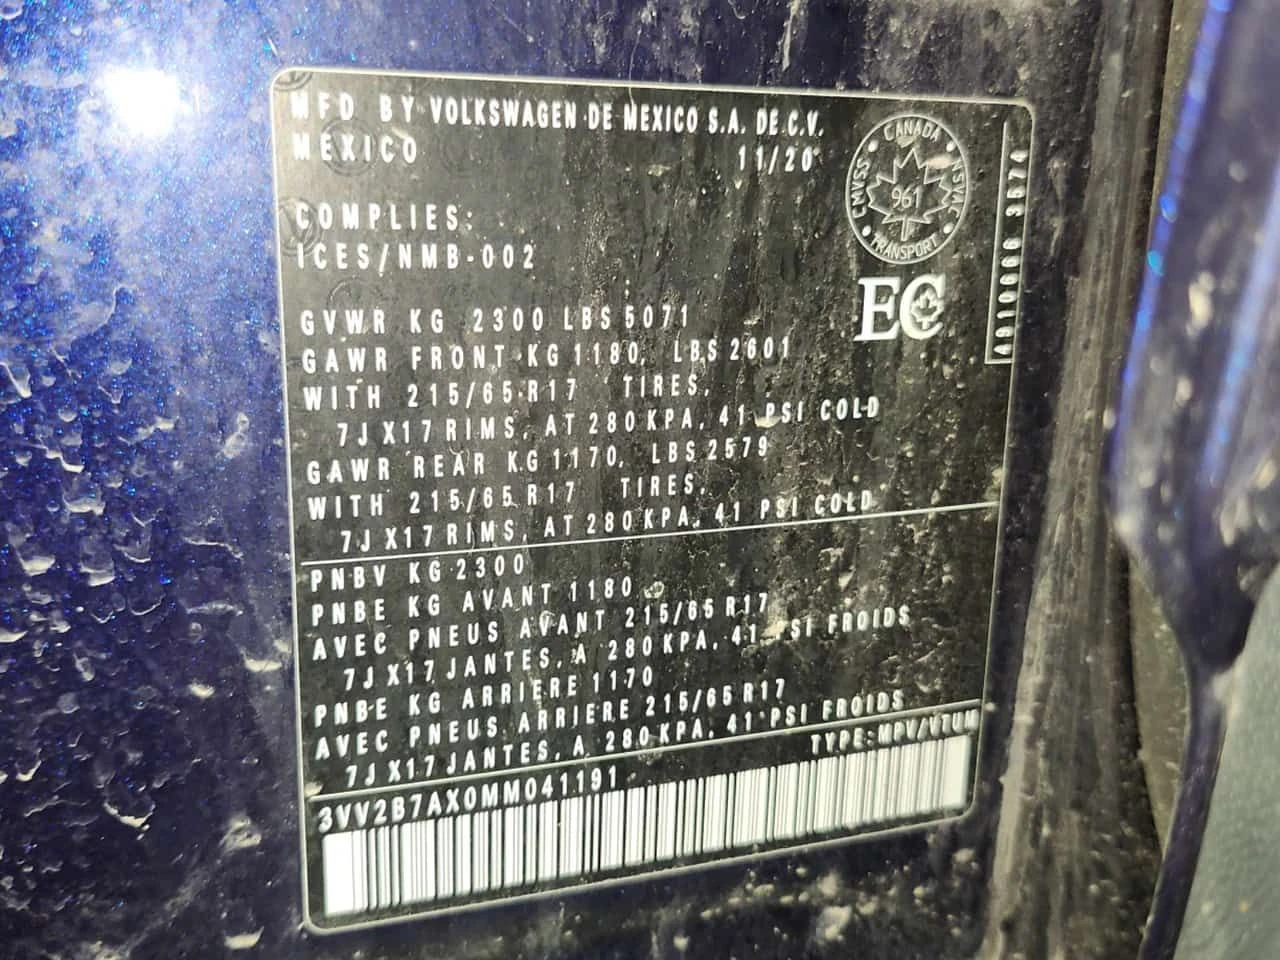 MFD BY VOLKSWAGEN DE MEXICO S.A. DE C.V.
MEXICO 11/20
CANADA
CMVSS 961 NSVAC
TRANSPORT
COMPLIES:
ICES/NMB-002
EC
GVWR KG 2300 LBS 5071
GAWR FRONT KG 1180, LBS 2601
WITH 215/65 R17 TIRES,
7J X17 RIMS, AT 280 KPA, 41 PSI COLD
GAWR REAR KG 1170, LBS 2579
WITH 215/65 R17 TIRES,
7J X17 RIMS, AT 280 KPA, 41 PSI COLD
PNBV KG 2300
PNBE KG AVANT 1180
AVEC PNEUS AVANT 215/65 R17
7J X17 JANTES, A 280 KPA, 41 PSI FROIDS
PNBE KG ARRIERE 1170
AVEC PNEUS ARRIERE 215/65 R17
7J X17 JANTES, A 280 KPA, 41 PSI FROIDS
TYPE: MPV/VTUM
3VV2B7AX0MM041191